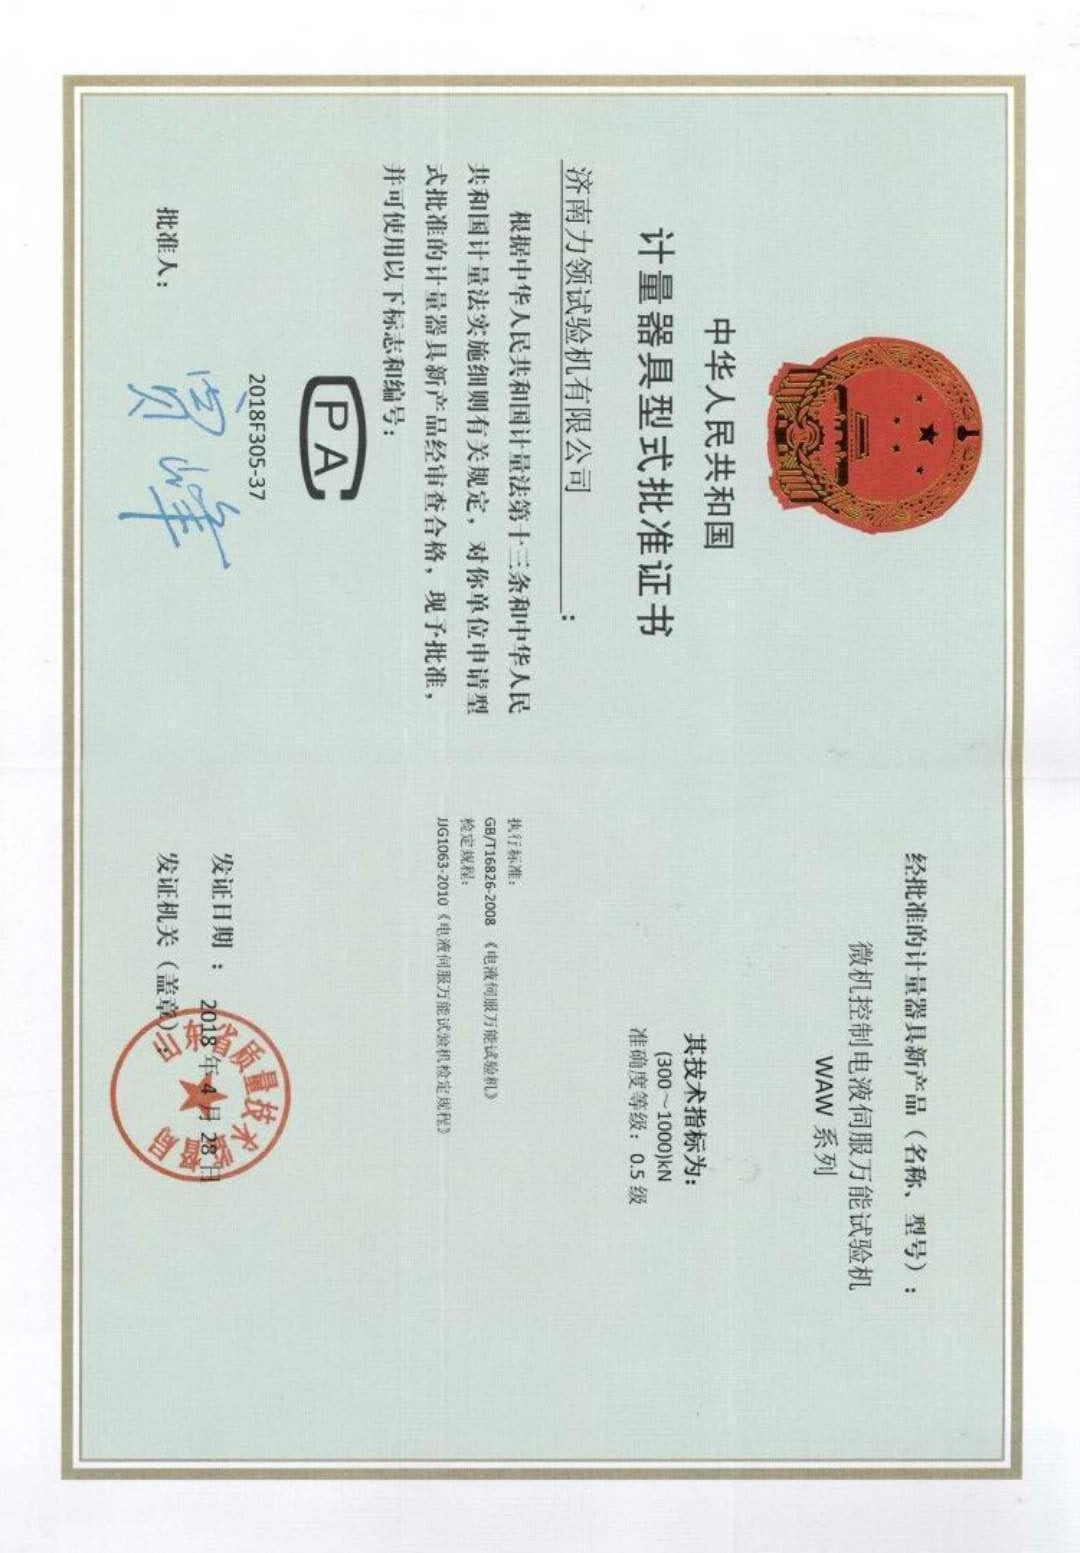 中华人民共和国
计量器具型式批准证书
济南力领试验机有限公司：
根据中华人民共和国计量法第十三条和中华人民
共和国计量法实施细则有关规定，对你单位申请型
式批准的计量器具新产品经审查合格，现予批准，
并可使用以下标志和编号：
PA
2018F305-37
批准人：
经批准的计量器具新产品（名称、型号）：
微机控制电液伺服万能试验机
WAW 系列
其技术指标为：
(300～1000)kN
准确度等级：0.5 级
执行标准：
GB/T16826-2008 《电液伺服万能试验机》
检定规程：
JJG1063-2010《电液伺服万能试验机检定规程》
发证日期：2018年4月28日
发证机关（盖章）：
山东省质量技术监督局